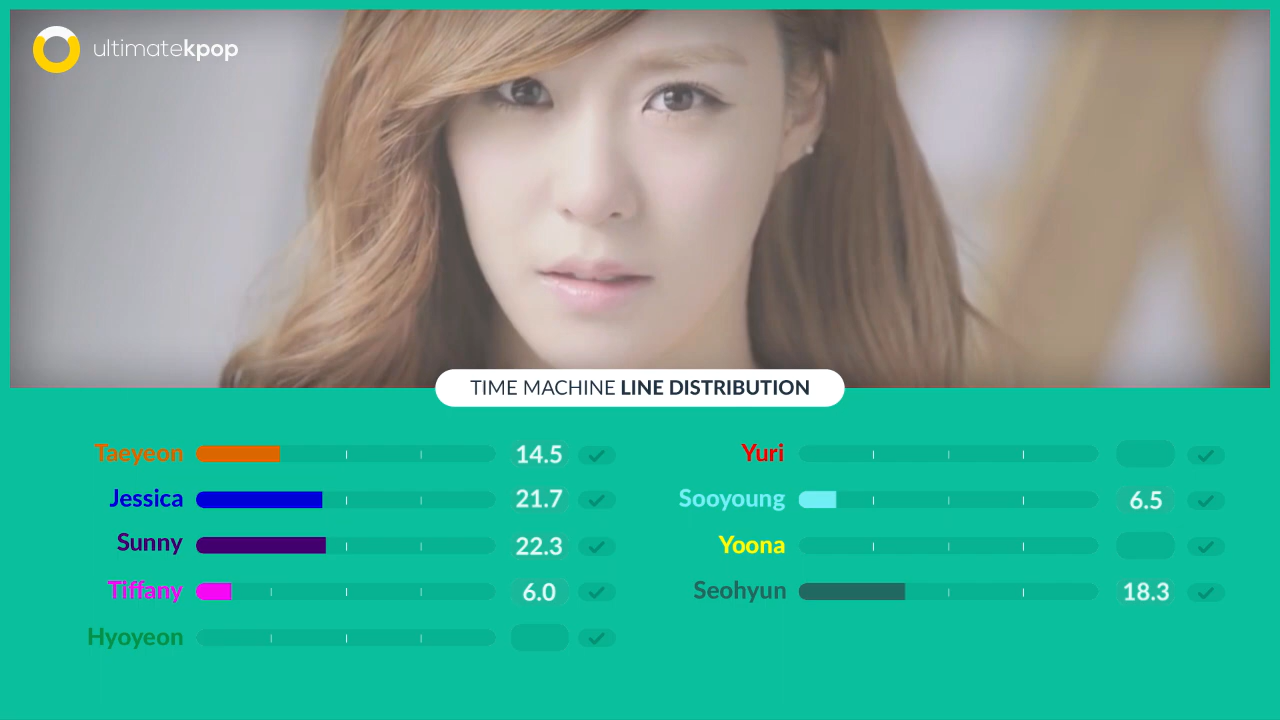 ultimatekpop
TIME MACHINE LINE DISTRIBUTION
Taeyeon 14.5
Jessica 21.7
Sunny 22.3
Tiffany 6.0
Hyoyeon
Yuri
Sooyoung 6.5
Yoona
Seohyun 18.3